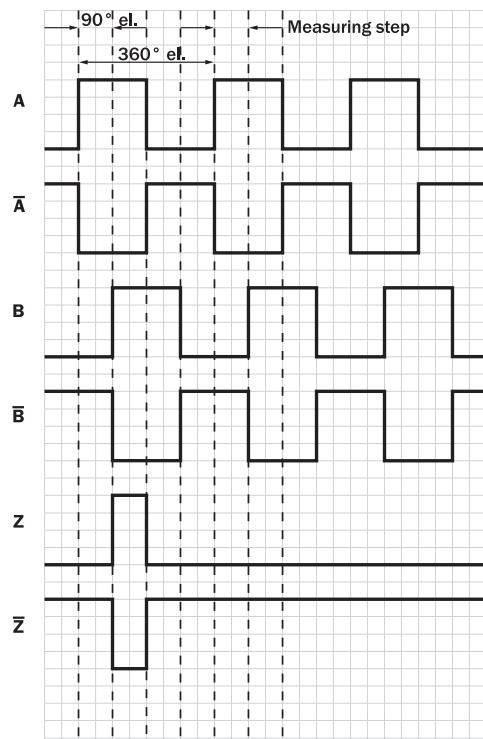 90° el.
Measuring step
360° el.
A
A̅
B
B̅
Z
Z̅